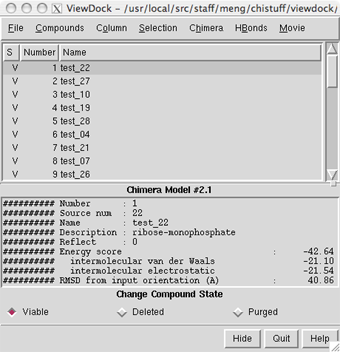 ViewDock - /usr/local/src/staff/meng/chistuff/viewdock/
File Compounds Column Selection Chimera HBonds Movie
S Number Name
V 1 test_22
V 2 test_27
V 3 test_10
V 4 test_19
V 5 test_28
V 6 test_04
V 7 test_21
V 8 test_07
V 9 test_26
Chimera Model #2.1
########## Number : 1
########## Source num : 22
########## Name : test_22
########## Description : ribose-monophosphate
########## Reflect : 0
########## Energy score : -42.64
########## intermolecular van der Waals -21.10
########## intermolecular electrostatic -21.54
########## RMSD from input orientation (A) : 40.86
Change Compound State
Viable Deleted Purged
Hide Quit Help